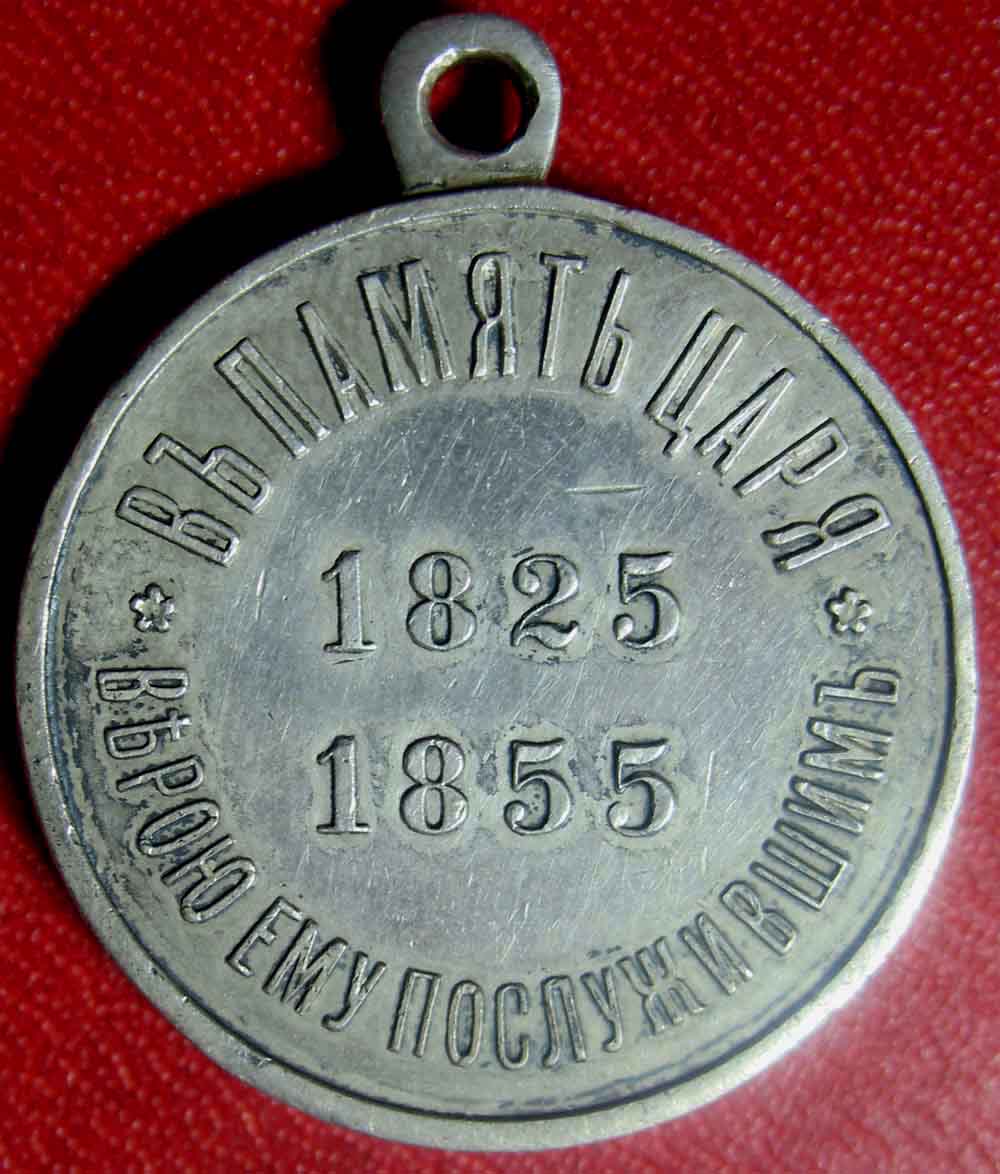 ВЪ ПАМЯТЬ ЦАРЯ
1825
1855
ВѢРОЮ ЕМУ ПОСЛУЖИВШИМЪ